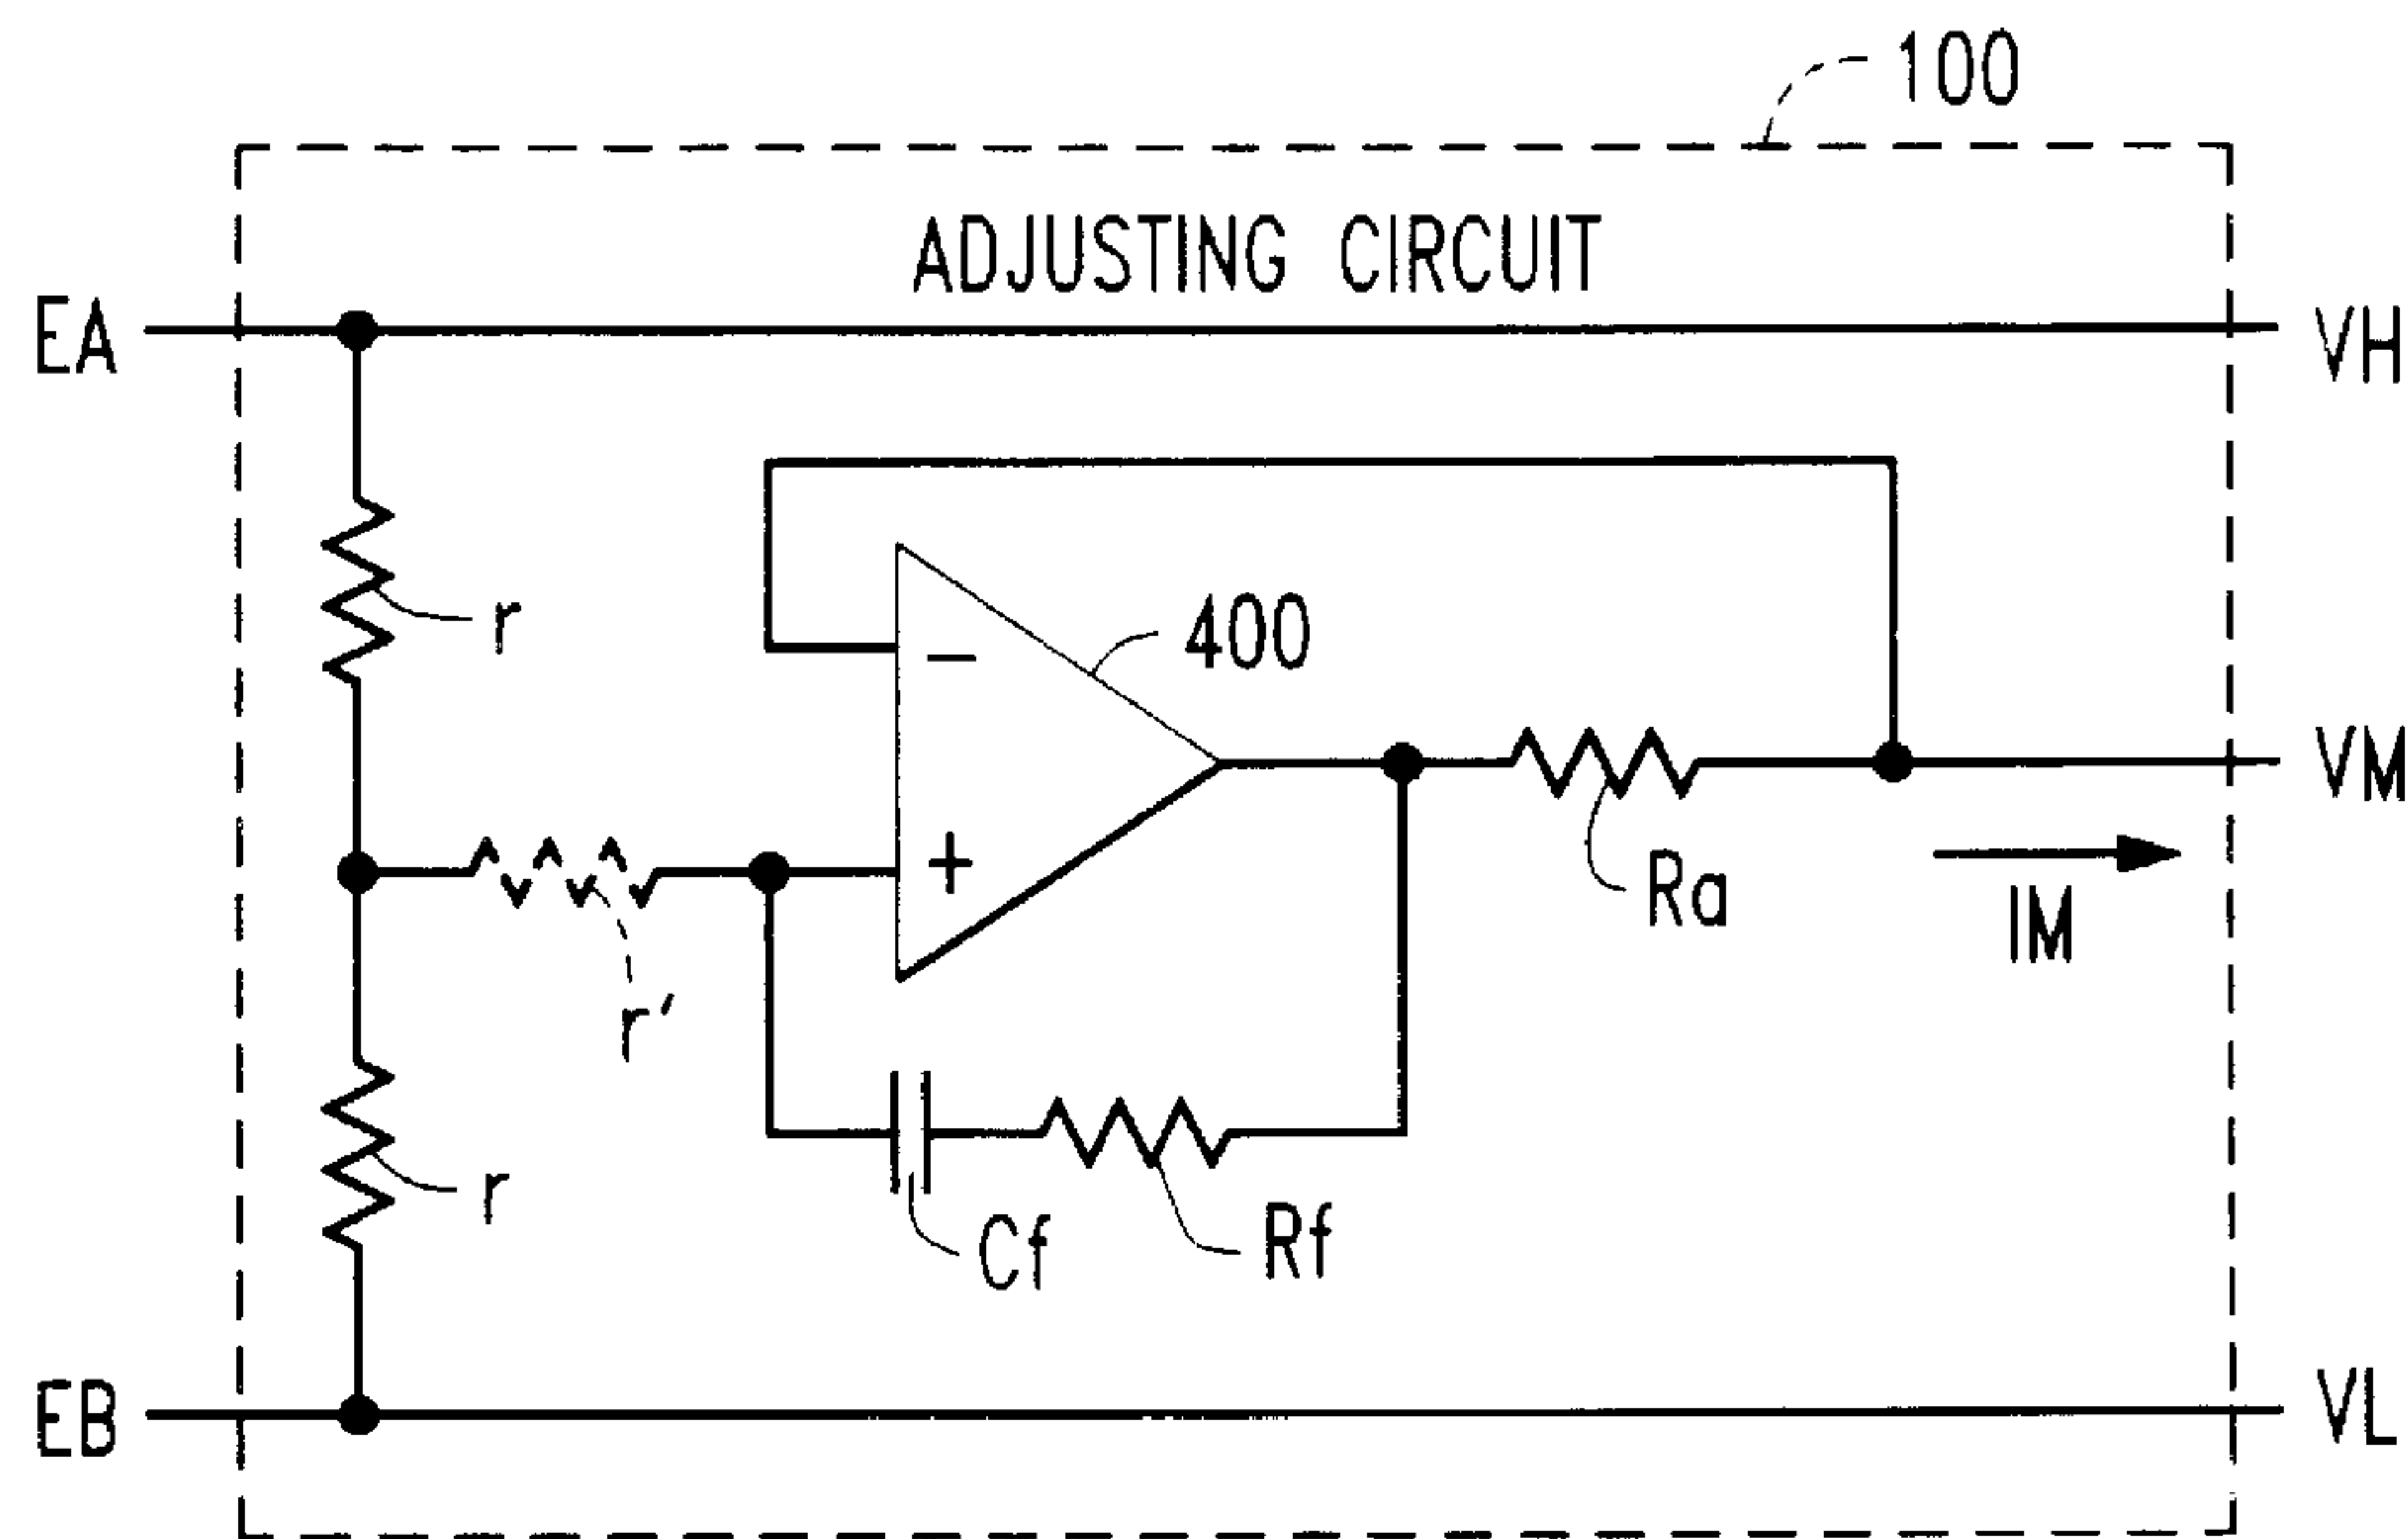 100
ADJUSTING CIRCUIT
EA
VH
r
400
-
+
VM
Ra
IM
r'
r
Cf
Rf
EB
VL